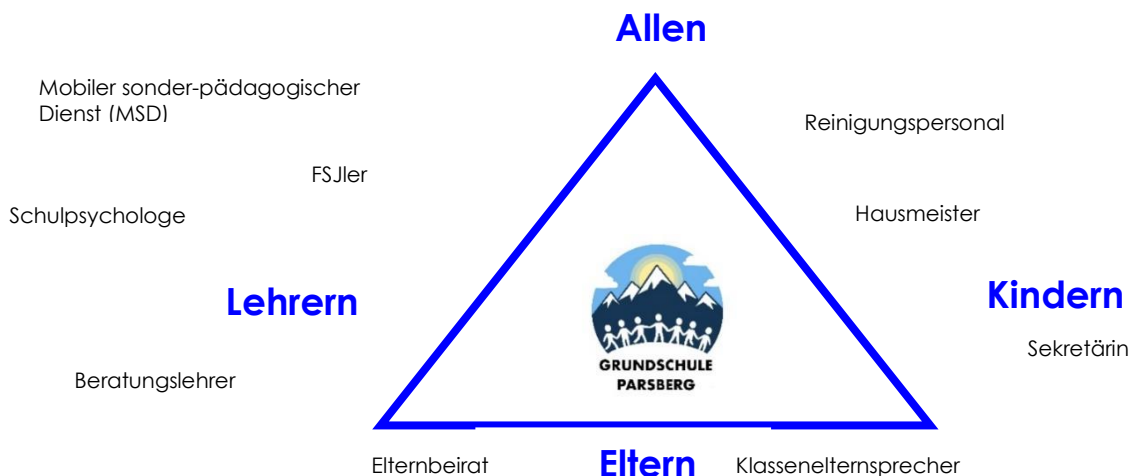 Allen
Mobiler sonder-pädagogischer
Dienst (MSD)
Reinigungspersonal
FSJler
Schulpsychologe
Hausmeister
Lehrern
Kindern
GRUNDSCHULE
PARSBERG
Sekretärin
Beratungslehrer
Elternbeirat
Eltern
Klassenelternsprecher